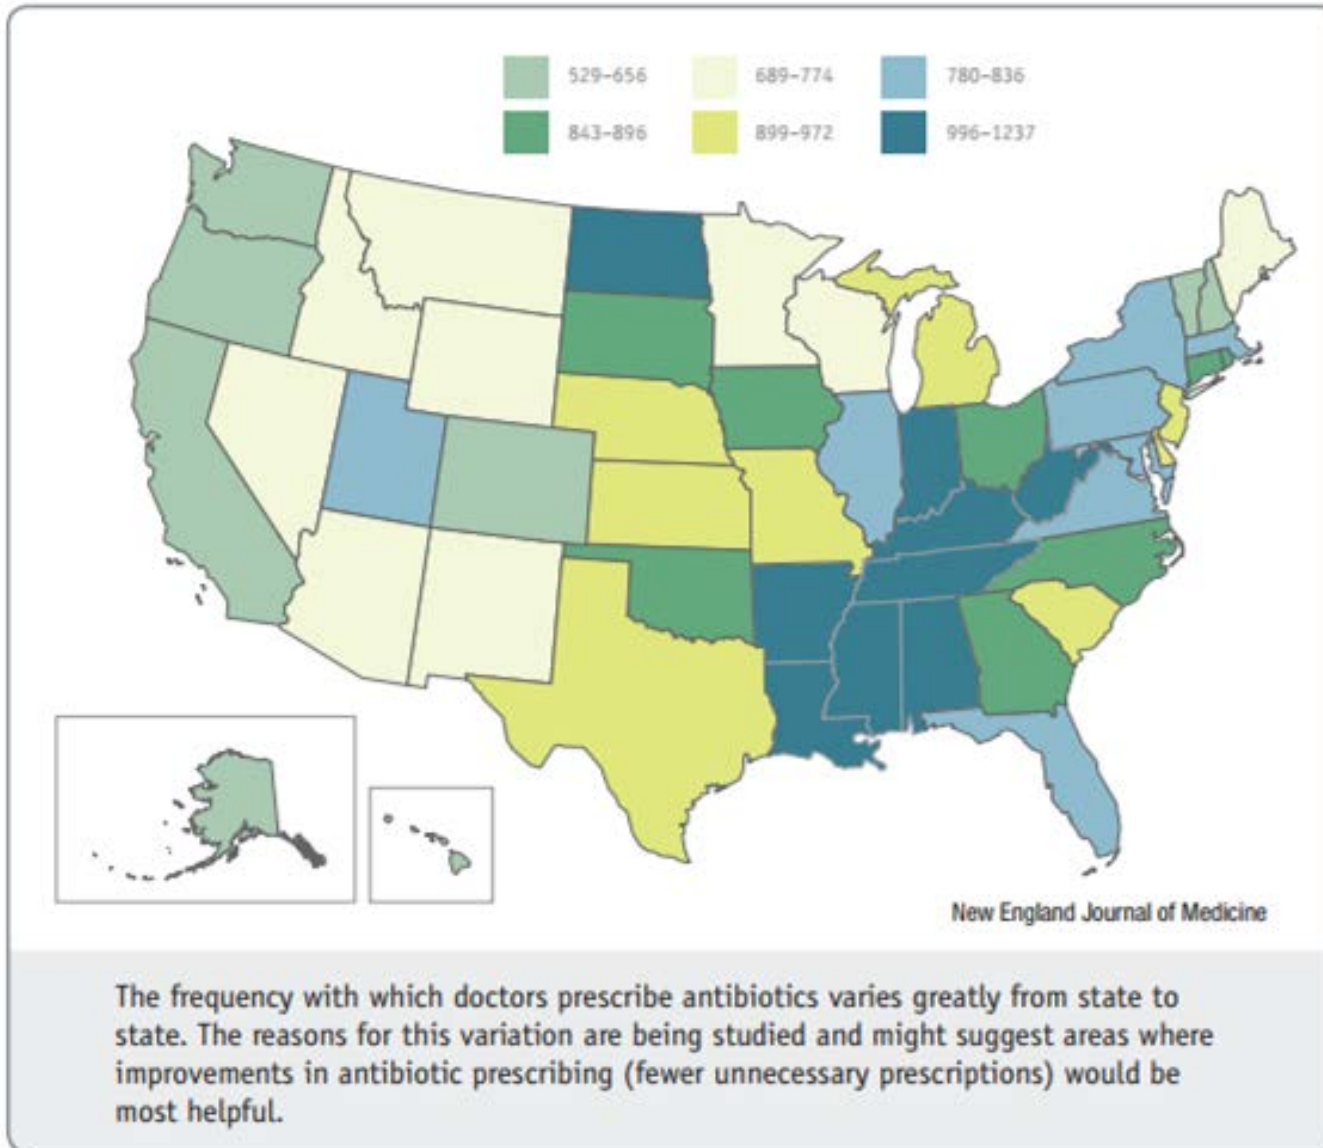 529–656
689–774
780–836
843–896
899–972
996–1237
New England Journal of Medicine
The frequency with which doctors prescribe antibiotics varies greatly from state to
state. The reasons for this variation are being studied and might suggest areas where
improvements in antibiotic prescribing (fewer unnecessary prescriptions) would be
most helpful.